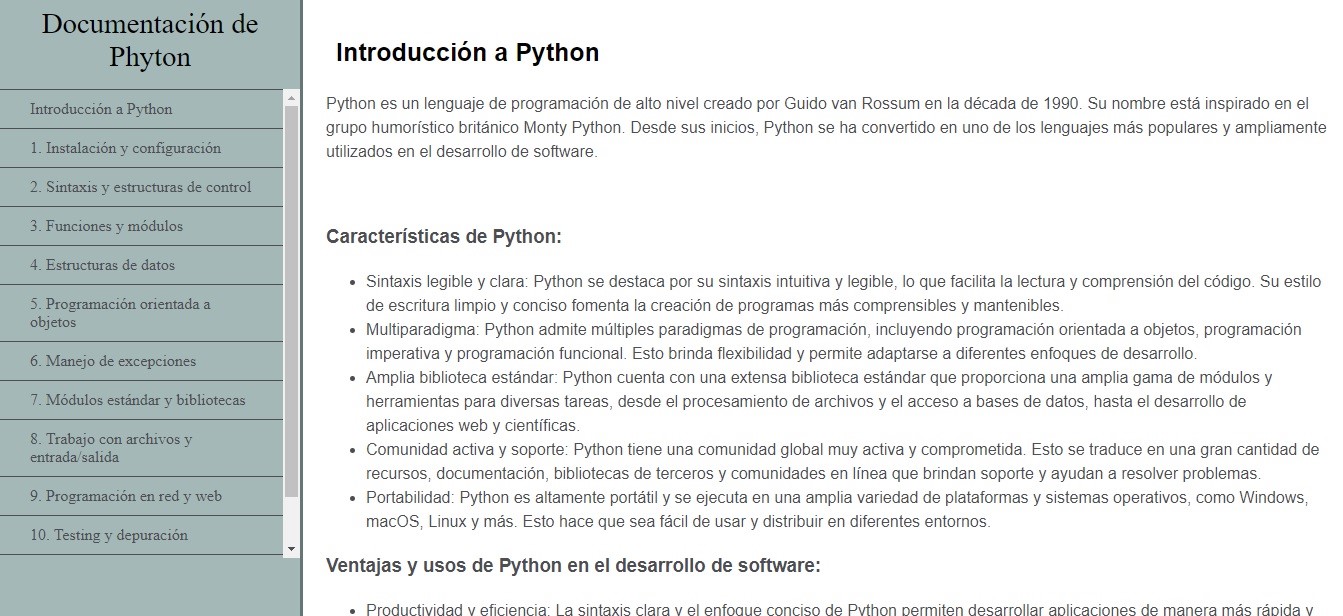 Documentación de
Phyton
Introducción a Python
1. Instalación y configuración
2. Sintaxis y estructuras de control
3. Funciones y módulos
4. Estructuras de datos
5. Programación orientada a
objetos
6. Manejo de excepciones
7. Módulos estándar y bibliotecas
8. Trabajo con archivos y
entrada/salida
9. Programación en red y web
10. Testing y depuración
Introducción a Python
Python es un lenguaje de programación de alto nivel creado por Guido van Rossum en la década de 1990. Su nombre está inspirado en el
grupo humorístico británico Monty Python. Desde sus inicios, Python se ha convertido en uno de los lenguajes más populares y ampliamente
utilizados en el desarrollo de software.
Características de Python:
• Sintaxis legible y clara: Python se destaca por su sintaxis intuitiva y legible, lo que facilita la lectura y comprensión del código. Su estilo
de escritura limpio y conciso fomenta la creación de programas más comprensibles y mantenibles.
• Multiparadigma: Python admite múltiples paradigmas de programación, incluyendo programación orientada a objetos, programación
imperativa y programación funcional. Esto brinda flexibilidad y permite adaptarse a diferentes enfoques de desarrollo.
• Amplia biblioteca estándar: Python cuenta con una extensa biblioteca estándar que proporciona una amplia gama de módulos y
herramientas para diversas tareas, desde el procesamiento de archivos y el acceso a bases de datos, hasta el desarrollo de
aplicaciones web y científicas.
• Comunidad activa y soporte: Python tiene una comunidad global muy activa y comprometida. Esto se traduce en una gran cantidad de
recursos, documentación, bibliotecas de terceros y comunidades en línea que brindan soporte y ayudan a resolver problemas.
• Portabilidad: Python es altamente portátil y se ejecuta en una amplia variedad de plataformas y sistemas operativos, como Windows,
macOS, Linux y más. Esto hace que sea fácil de usar y distribuir en diferentes entornos.
Ventajas y usos de Python en el desarrollo de software:
• Productividad y eficiencia: La sintaxis clara y el enfoque conciso de Python permiten desarrollar aplicaciones de manera más rápida y